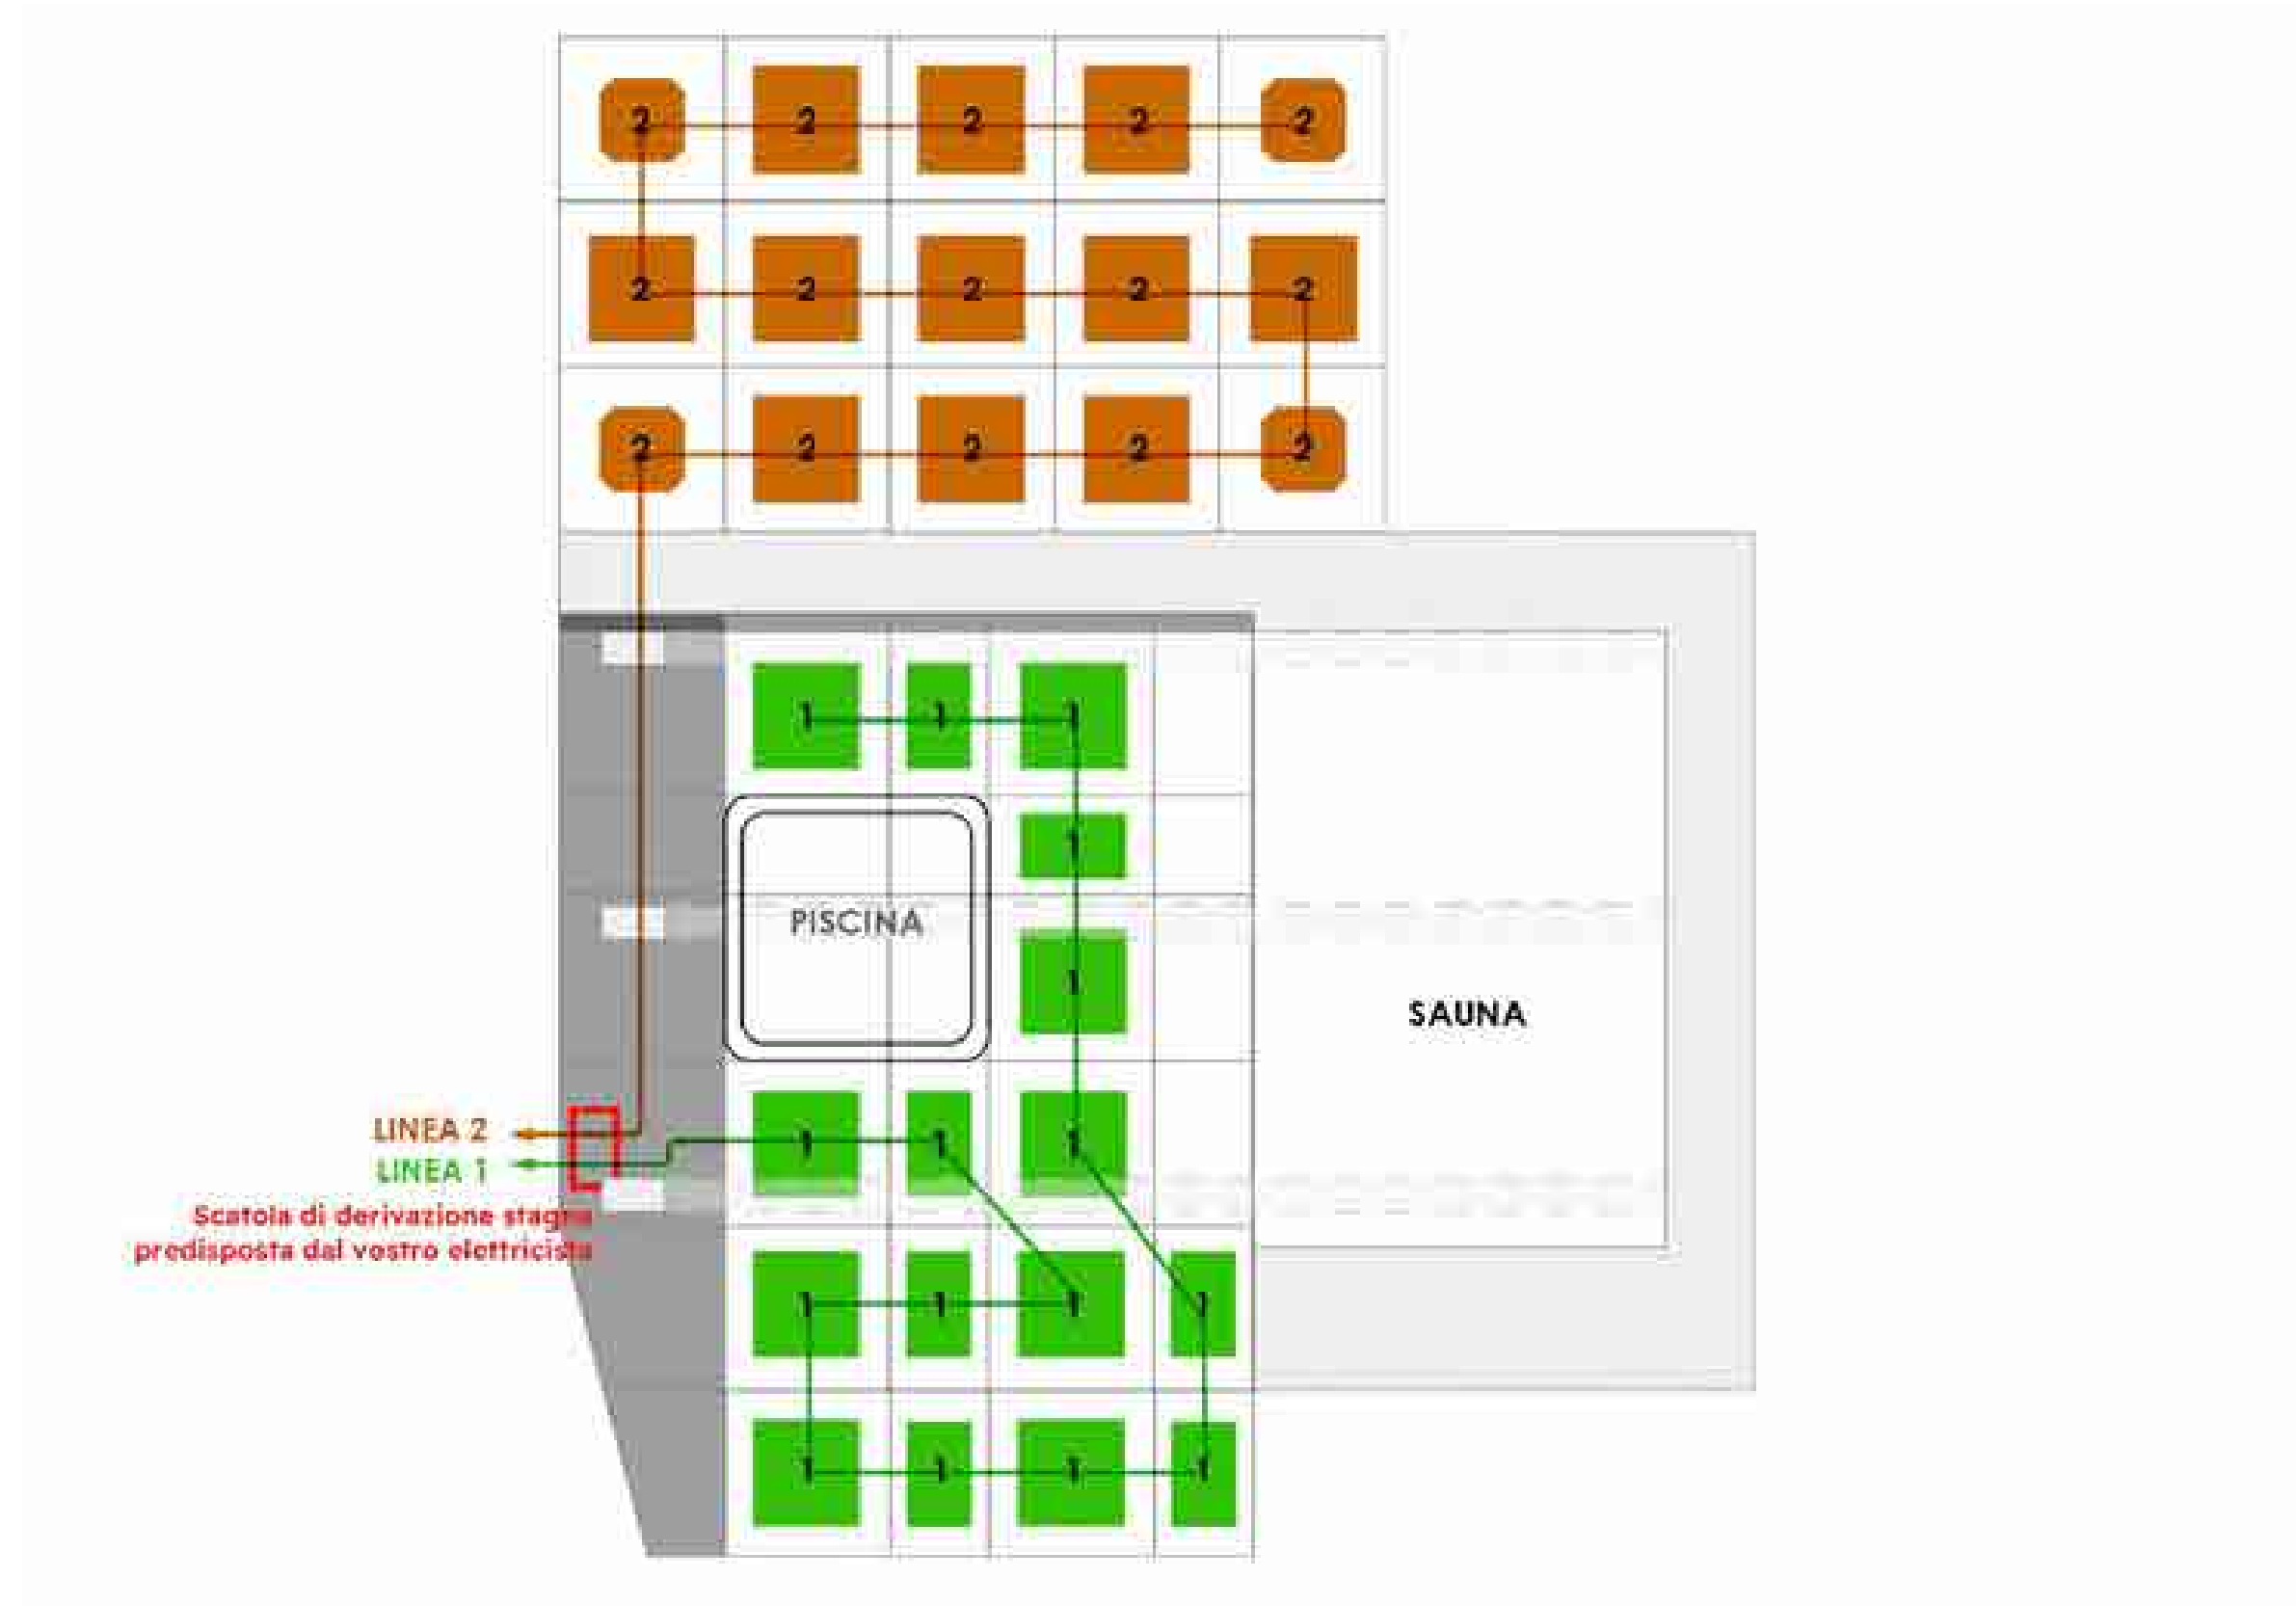 2 2 2 2 2
2 2 2 2 2
2 2 2 2 2
1 1 1
1
PISCINA
1
SAUNA
LINEA 2
1 1 1
LINEA 1
Scatola di derivazione stagna
predisposta dal vostro elettricista
1 1 1 1
1 1 1 1